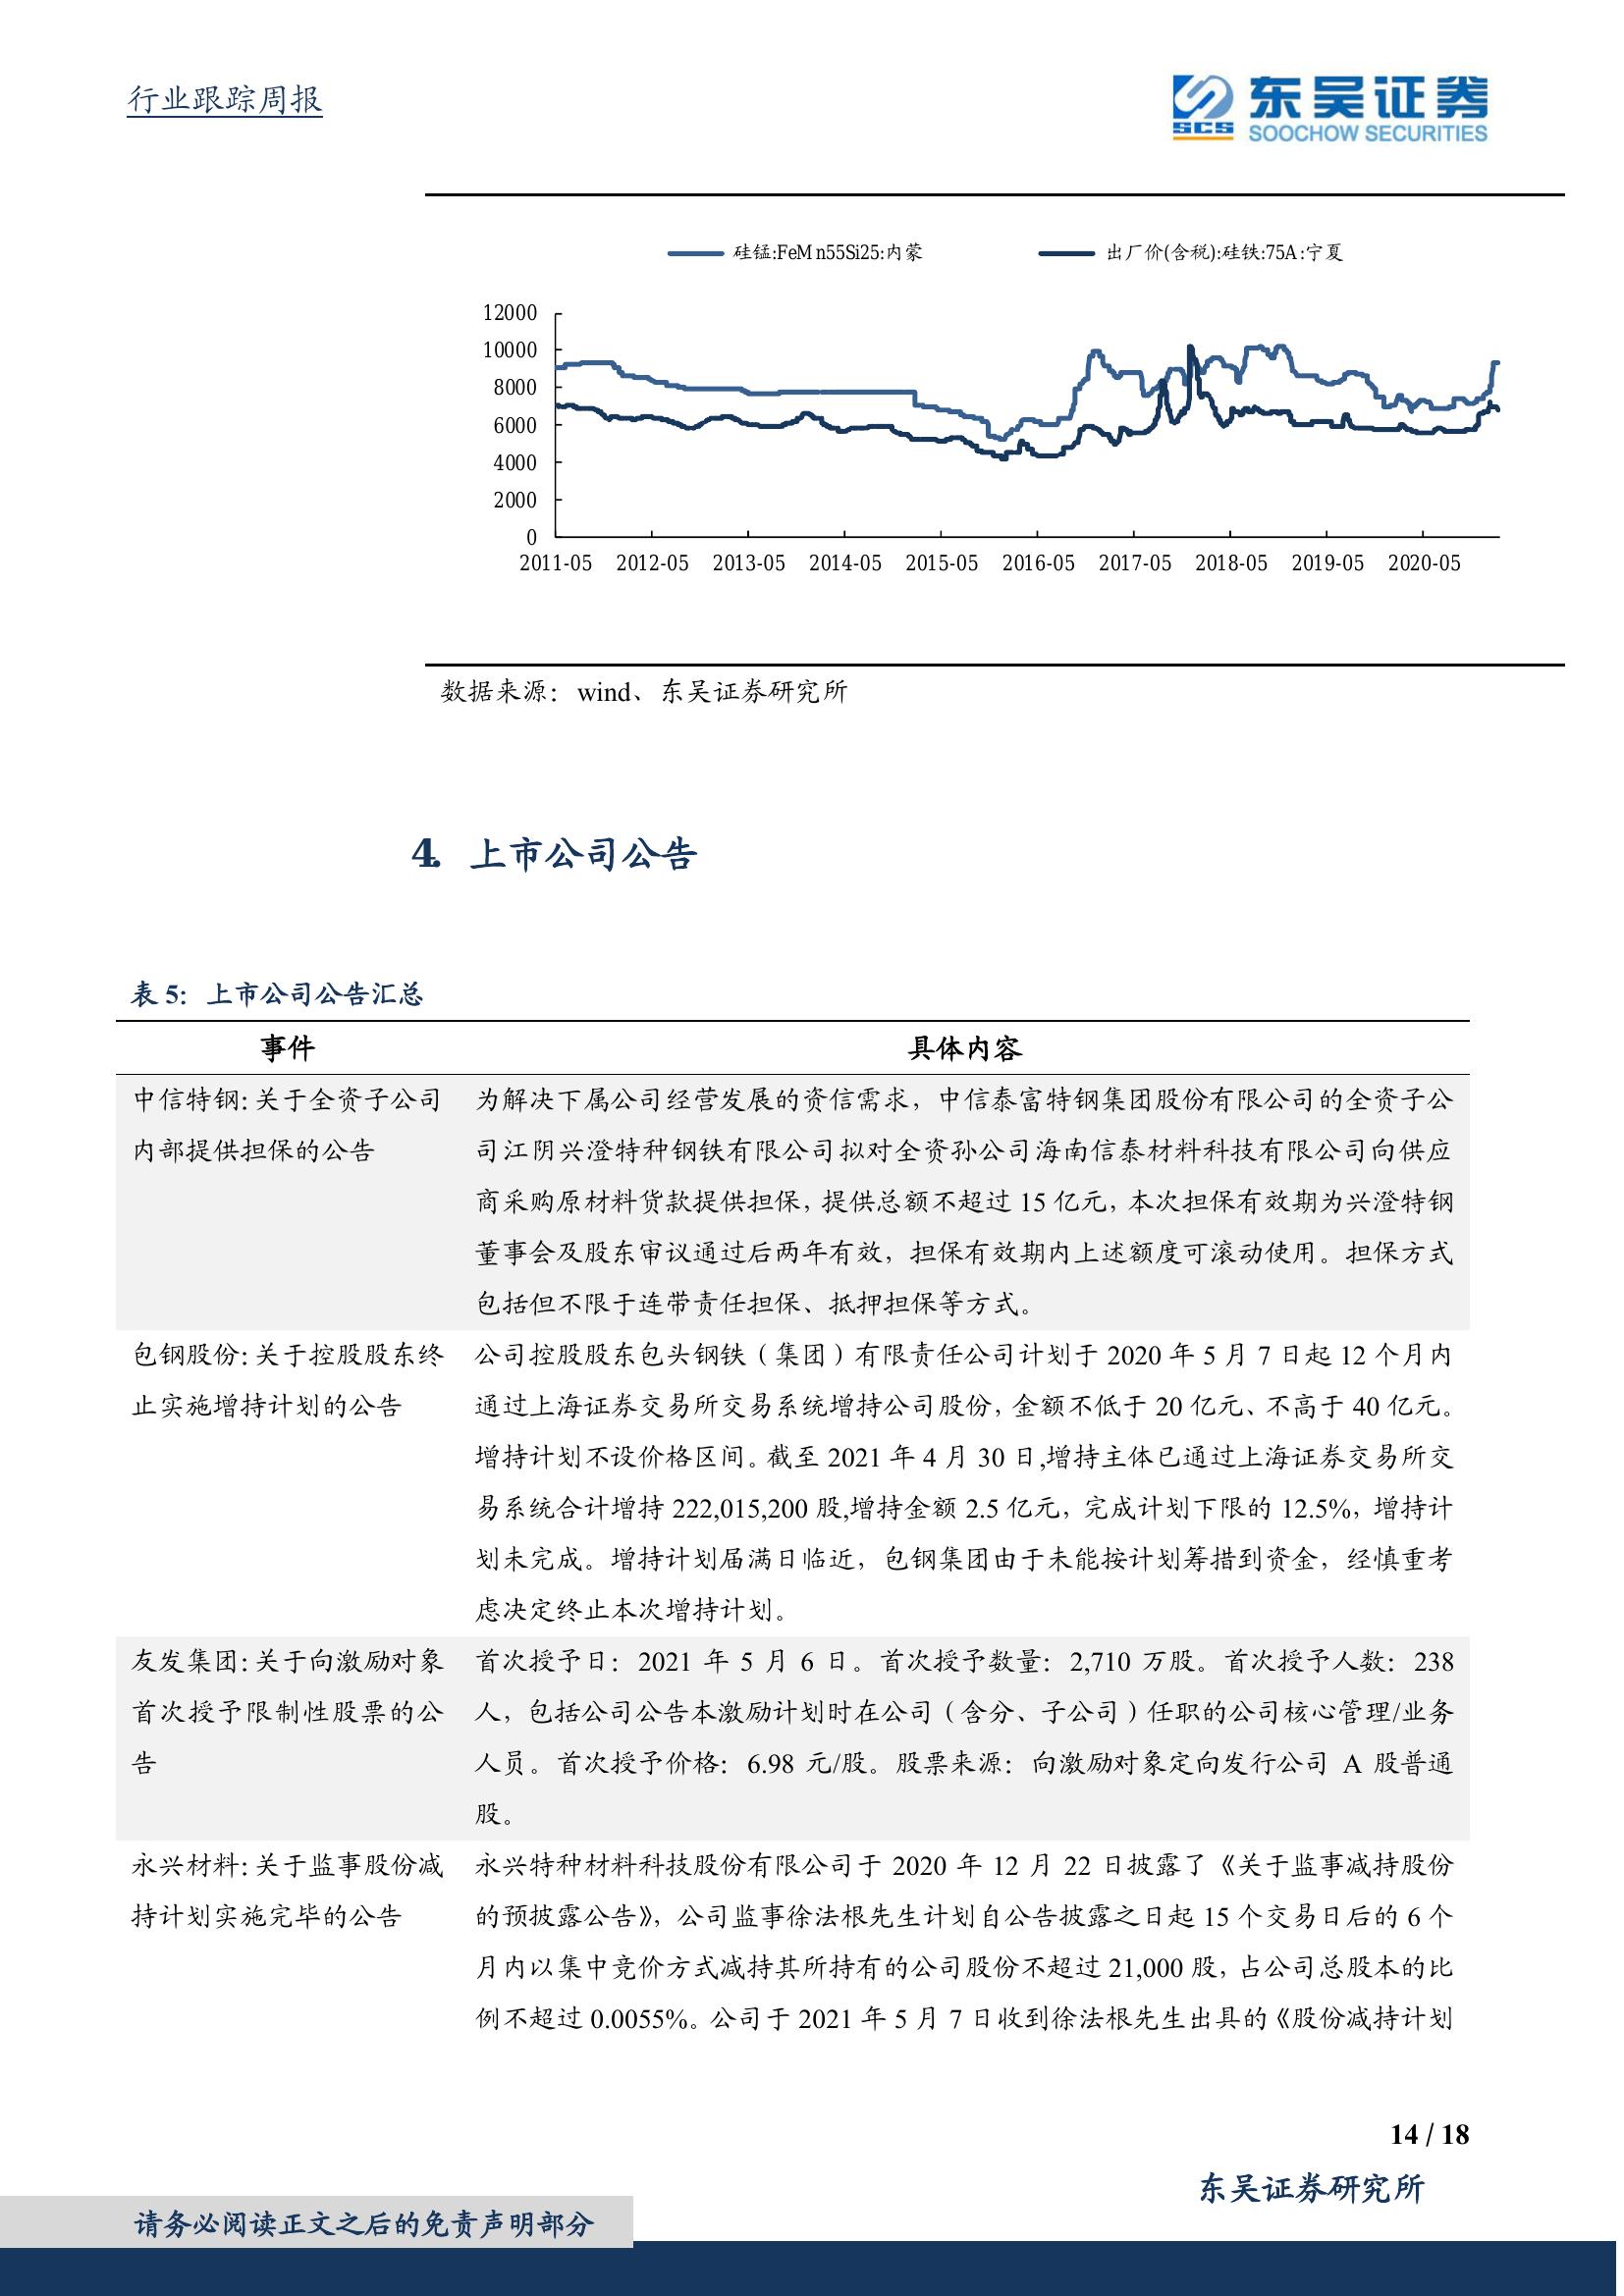 行业跟踪周报
SCS 东吴证券
SOOCHOW SECURITIES
硅锰:FeMn55Si25:内蒙 出厂价(含税):硅铁:75A:宁夏
12000
10000
8000
6000
4000
2000
0
2011-05 2012-05 2013-05 2014-05 2015-05 2016-05 2017-05 2018-05 2019-05 2020-05
数据来源：wind、东吴证券研究所
4. 上市公司公告
表 5：上市公司公告汇总
事件 具体内容
中信特钢：关于全资子公司
内部提供担保的公告
为解决下属公司经营发展的资信需求，中信泰富特钢集团股份有限公司的全资子公
司江阴兴澄特种钢铁有限公司拟对全资孙公司海南信泰材料科技有限公司向供应
商采购原材料货款提供担保，提供总额不超过 15 亿元，本次担保有效期为兴澄特钢
董事会及股东审议通过后两年有效，担保有效期内上述额度可滚动使用。担保方式
包括但不限于连带责任担保、抵押担保等方式。
包钢股份：关于控股股东终
止实施增持计划的公告
公司控股股东包头钢铁（集团）有限责任公司计划于 2020 年 5 月 7 日起 12 个月内
通过上海证券交易所交易系统增持公司股份，金额不低于 20 亿元、不高于 40 亿元。
增持计划不设价格区间。截至 2021 年 4 月 30 日,增持主体已通过上海证券交易所交
易系统合计增持 222,015,200 股,增持金额 2.5 亿元，完成计划下限的 12.5%，增持计
划未完成。增持计划届满日临近，包钢集团由于未能按计划筹措到资金，经慎重考
虑决定终止本次增持计划。
友发集团：关于向激励对象
首次授予限制性股票的公
告
首次授予日：2021 年 5 月 6 日。首次授予数量：2,710 万股。首次授予人数：238
人，包括公司公告本激励计划时在公司（含分、子公司）任职的公司核心管理/业务
人员。首次授予价格：6.98 元/股。股票来源：向激励对象定向发行公司 A 股普通
股。
永兴材料：关于监事股份减
持计划实施完毕的公告
永兴特种材料科技股份有限公司于 2020 年 12 月 22 日披露了《关于监事减持股份
的预披露公告》，公司监事徐法根先生计划自公告披露之日起 15 个交易日后的 6 个
月内以集中竞价方式减持其所持有的公司股份不超过 21,000 股，占公司总股本的比
例不超过 0.0055%。公司于 2021 年 5 月 7 日收到徐法根先生出具的《股份减持计划
14 / 18
东吴证券研究所
请务必阅读正文之后的免责声明部分